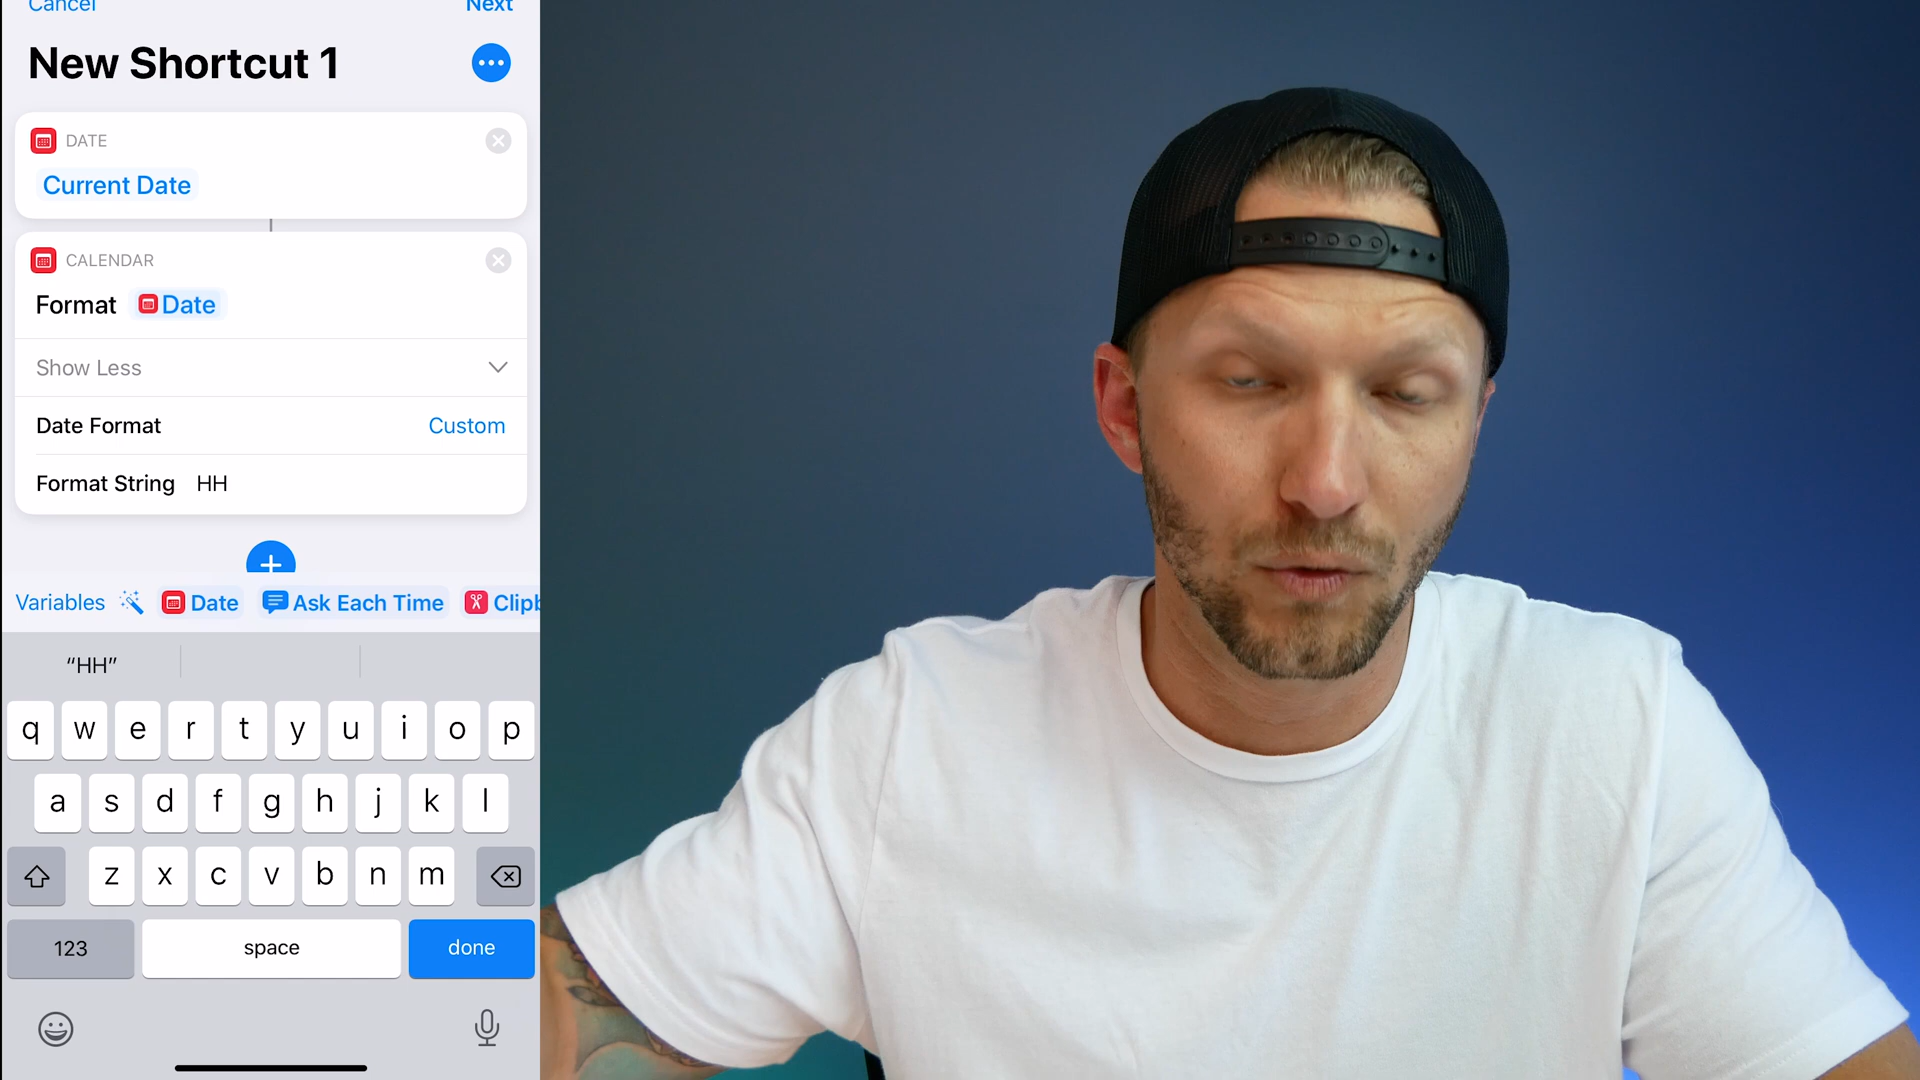 Cancel Next
New Shortcut 1
DATE
Current Date
CALENDAR
Format Date
Show Less
Date Format Custom
Format String HH
Variables Date Ask Each Time Clipb
“HH”
q w e r t y u i o p
a s d f g h j k l
z x c v b n m
123 space done